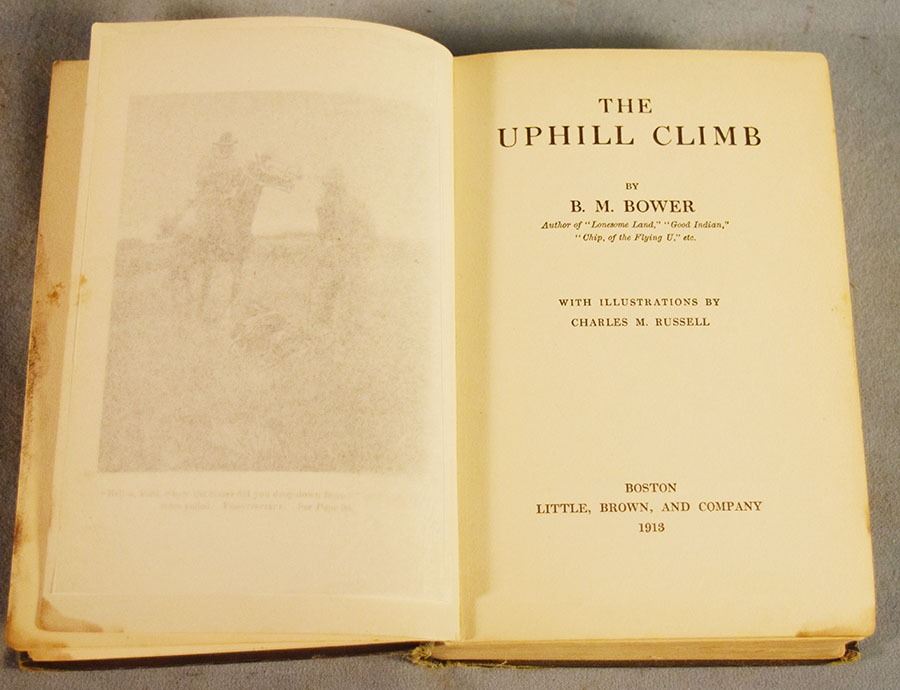 THE
UPHILL CLIMB
BY
B. M. BOWER
Author of "Lonesome Land," "Good Indian,"
"Chip, of the Flying U," etc.
WITH ILLUSTRATIONS BY
CHARLES M. RUSSELL
BOSTON
LITTLE, BROWN, AND COMPANY
1913